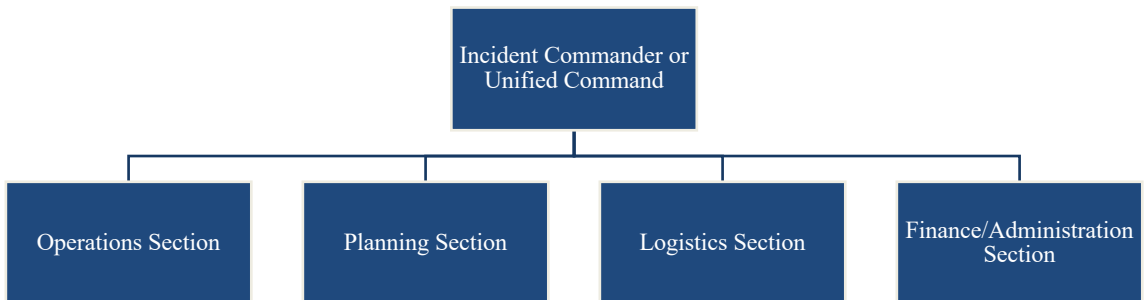 Incident Commander or
Unified Command
Operations Section
Planning Section
Logistics Section
Finance/Administration
Section